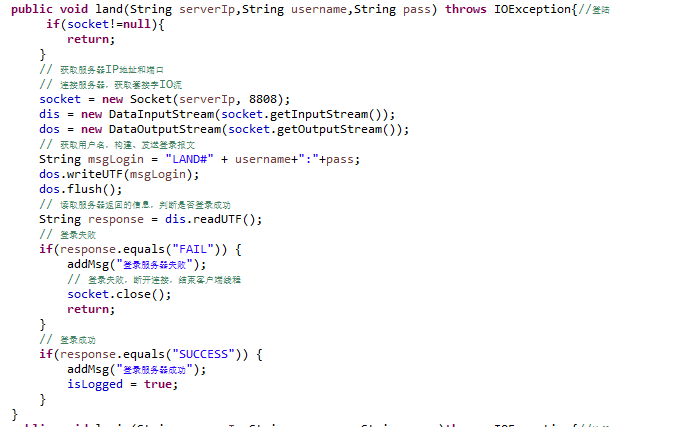 public void land(String serverIp,String username,String pass) throws IOException{//登陆
if(socket!=null){
return;
}
// 获取服务器IP地址和端口
// 连接服务器，获取套接字IO流
socket = new Socket(serverIp, 8808);
dis = new DataInputStream(socket.getInputStream());
dos = new DataOutputStream(socket.getOutputStream());
// 获取用户名，构建、发送登录报文
String msgLogin = "LAND#" + username+":"+pass;
dos.writeUTF(msgLogin);
dos.flush();
// 读取服务器返回的信息，判断是否登录成功
String response = dis.readUTF();
// 登录失败
if(response.equals("FAIL")) {
addMsg("登录服务器失败");
// 登录失败，断开连接，结束客户端线程
socket.close();
return;
}
// 登录成功
if(response.equals("SUCCESS")) {
addMsg("登录服务器成功");
isLogged = true;
}
}